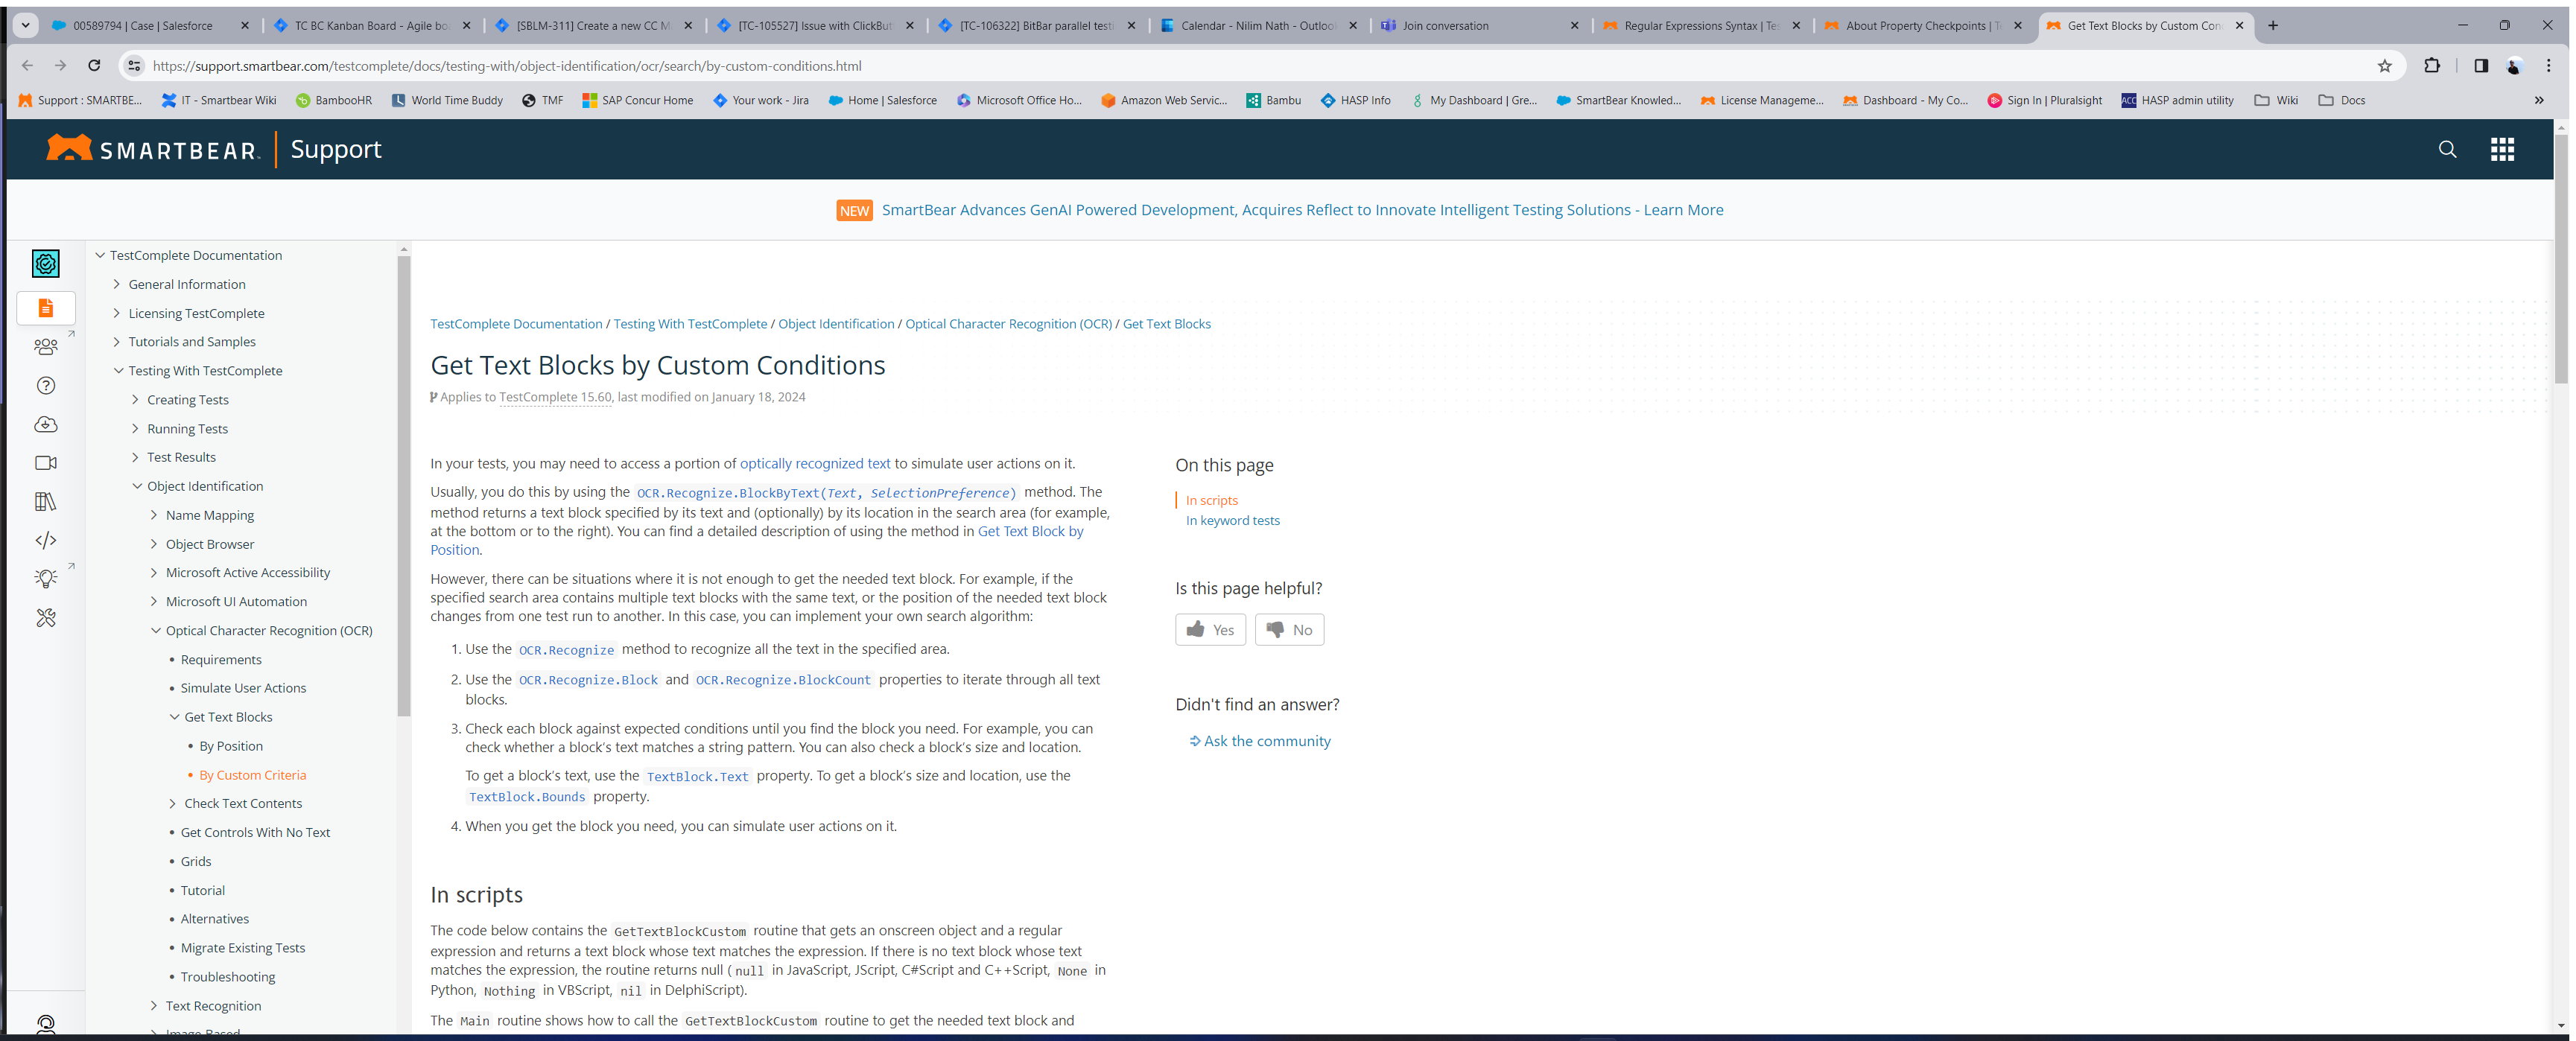 00589794 | Case | Salesforce
TC BC Kanban Board - Agile bo
[SBLM-311] Create a new CC M
[TC-105527] Issue with ClickBut
[TC-106322] BitBar parallel testi
Calendar - Nilim Nath - Outloo
Join conversation
Regular Expressions Syntax | Te
About Property Checkpoints | T
Get Text Blocks by Custom Con
https://support.smartbear.com/testcomplete/docs/testing-with/object-identification/ocr/search/by-custom-conditions.html
Support : SMARTBE...
IT - Smartbear Wiki
BambooHR
World Time Buddy
TMF
SAP Concur Home
Your work - Jira
Home | Salesforce
Microsoft Office Ho...
Amazon Web Servic...
Bambu
HASP Info
My Dashboard | Gre...
SmartBear Knowled...
License Manageme...
Dashboard - My Co...
Sign In | Pluralsight
ACC HASP admin utility
Wiki
Docs
SMARTBEAR Support
NEW SmartBear Advances GenAI Powered Development, Acquires Reflect to Innovate Intelligent Testing Solutions - Learn More
TestComplete Documentation
General Information
Licensing TestComplete
Tutorials and Samples
Testing With TestComplete
Creating Tests
Running Tests
Test Results
Object Identification
Name Mapping
Object Browser
Microsoft Active Accessibility
Microsoft UI Automation
Optical Character Recognition (OCR)
• Requirements
• Simulate User Actions
Get Text Blocks
• By Position
• By Custom Criteria
Check Text Contents
• Get Controls With No Text
• Grids
• Tutorial
• Alternatives
• Migrate Existing Tests
• Troubleshooting
Text Recognition
Image-Based
TestComplete Documentation / Testing With TestComplete / Object Identification / Optical Character Recognition (OCR) / Get Text Blocks
Get Text Blocks by Custom Conditions
Applies to TestComplete 15.60, last modified on January 18, 2024
In your tests, you may need to access a portion of optically recognized text to simulate user actions on it.
Usually, you do this by using the OCR.Recognize.BlockByText(Text, SelectionPreference) method. The
method returns a text block specified by its text and (optionally) by its location in the search area (for example,
at the bottom or to the right). You can find a detailed description of using the method in Get Text Block by
Position.
However, there can be situations where it is not enough to get the needed text block. For example, if the
specified search area contains multiple text blocks with the same text, or the position of the needed text block
changes from one test run to another. In this case, you can implement your own search algorithm:
1. Use the OCR.Recognize method to recognize all the text in the specified area.
2. Use the OCR.Recognize.Block and OCR.Recognize.BlockCount properties to iterate through all text
blocks.
3. Check each block against expected conditions until you find the block you need. For example, you can
check whether a block's text matches a string pattern. You can also check a block's size and location.
To get a block's text, use the TextBlock.Text property. To get a block's size and location, use the
TextBlock.Bounds property.
4. When you get the block you need, you can simulate user actions on it.
In scripts
The code below contains the GetTextBlockCustom routine that gets an onscreen object and a regular
expression and returns a text block whose text matches the expression. If there is no text block whose text
matches the expression, the routine returns null (null in JavaScript, JScript, C#Script and C++Script, None in
Python, Nothing in VBScript, nil in DelphiScript).
The Main routine shows how to call the GetTextBlockCustom routine to get the needed text block and
On this page
In scripts
In keyword tests
Is this page helpful?
Yes
No
Didn't find an answer?
Ask the community